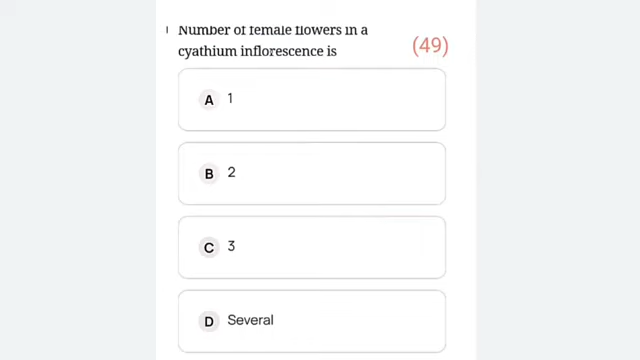 Number of female flowers in a
cyathium inflorescence is
(49)
A 1
B 2
C 3
D Several